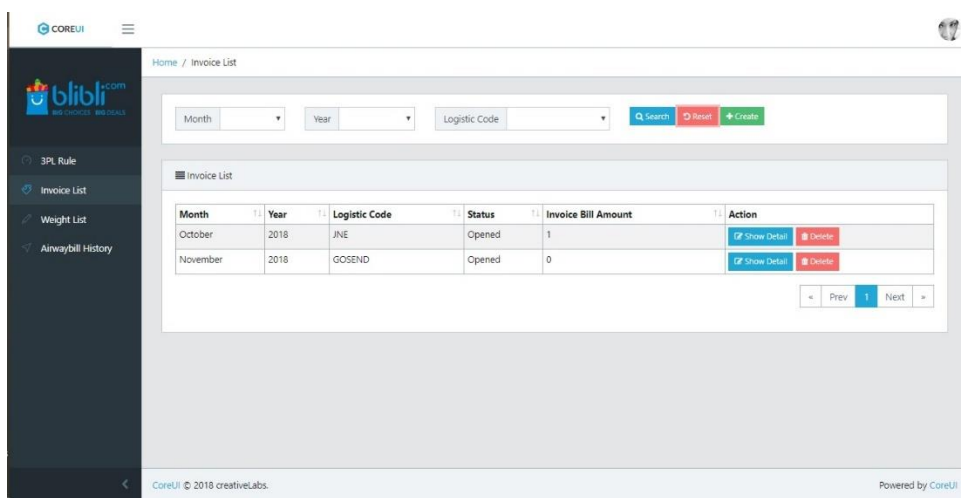 COREUI
Home / Invoice List
blibli.com
BIG CHOICES BIG DEALS
3PL Rule
Invoice List
Weight List
Airwaybill History
Month Year Logistic Code Search Reset Create
Invoice List
Month Year Logistic Code Status Invoice Bill Amount Action
October 2018 JNE Opened 1 Show Detail Delete
November 2018 GOSEND Opened 0 Show Detail Delete
« Prev 1 Next »
CoreUI © 2018 creativeLabs. Powered by CoreUI